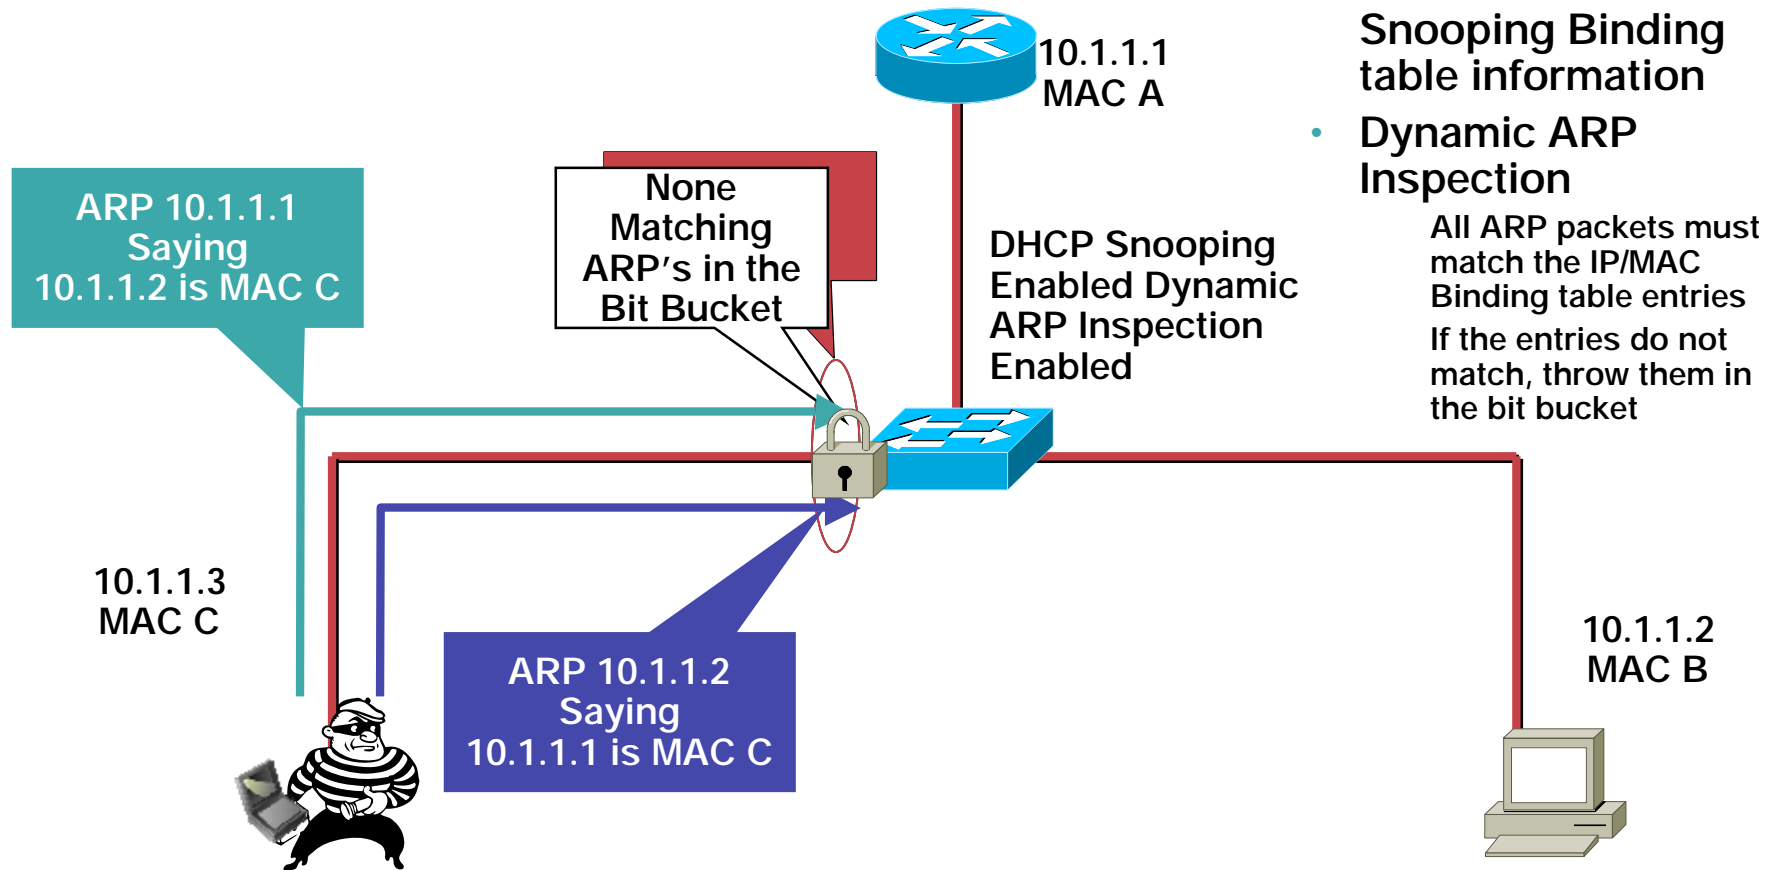 10.1.1.1
MAC A
Snooping Binding
table information
• Dynamic ARP
Inspection
All ARP packets must
match the IP/MAC
Binding table entries
If the entries do not
match, throw them in
the bit bucket
ARP 10.1.1.1
Saying
10.1.1.2 is MAC C
None
Matching
ARP's in the
Bit Bucket
DHCP Snooping
Enabled Dynamic
ARP Inspection
Enabled
10.1.1.3
MAC C
ARP 10.1.1.2
Saying
10.1.1.1 is MAC C
10.1.1.2
MAC B